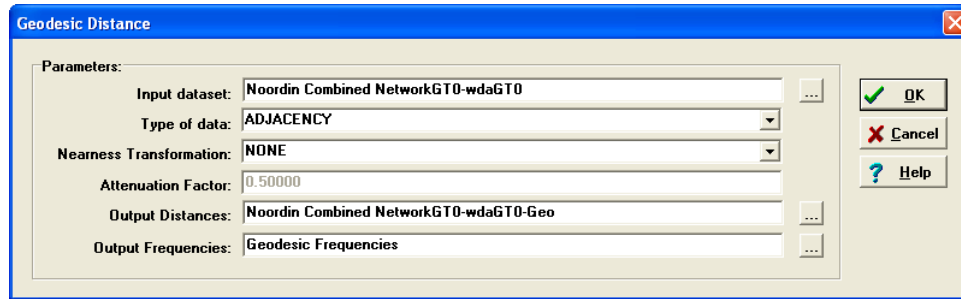 Geodesic Distance
Parameters:
Input dataset: Noordin Combined NetworkGT0-wdaGT0 ...
Type of data: ADJACENCY
Nearness Transformation: NONE
Attenuation Factor: 0.50000
Output Distances: Noordin Combined NetworkGT0-wdaGT0-Geo ...
Output Frequencies: Geodesic Frequencies ...
OK
Cancel
? Help